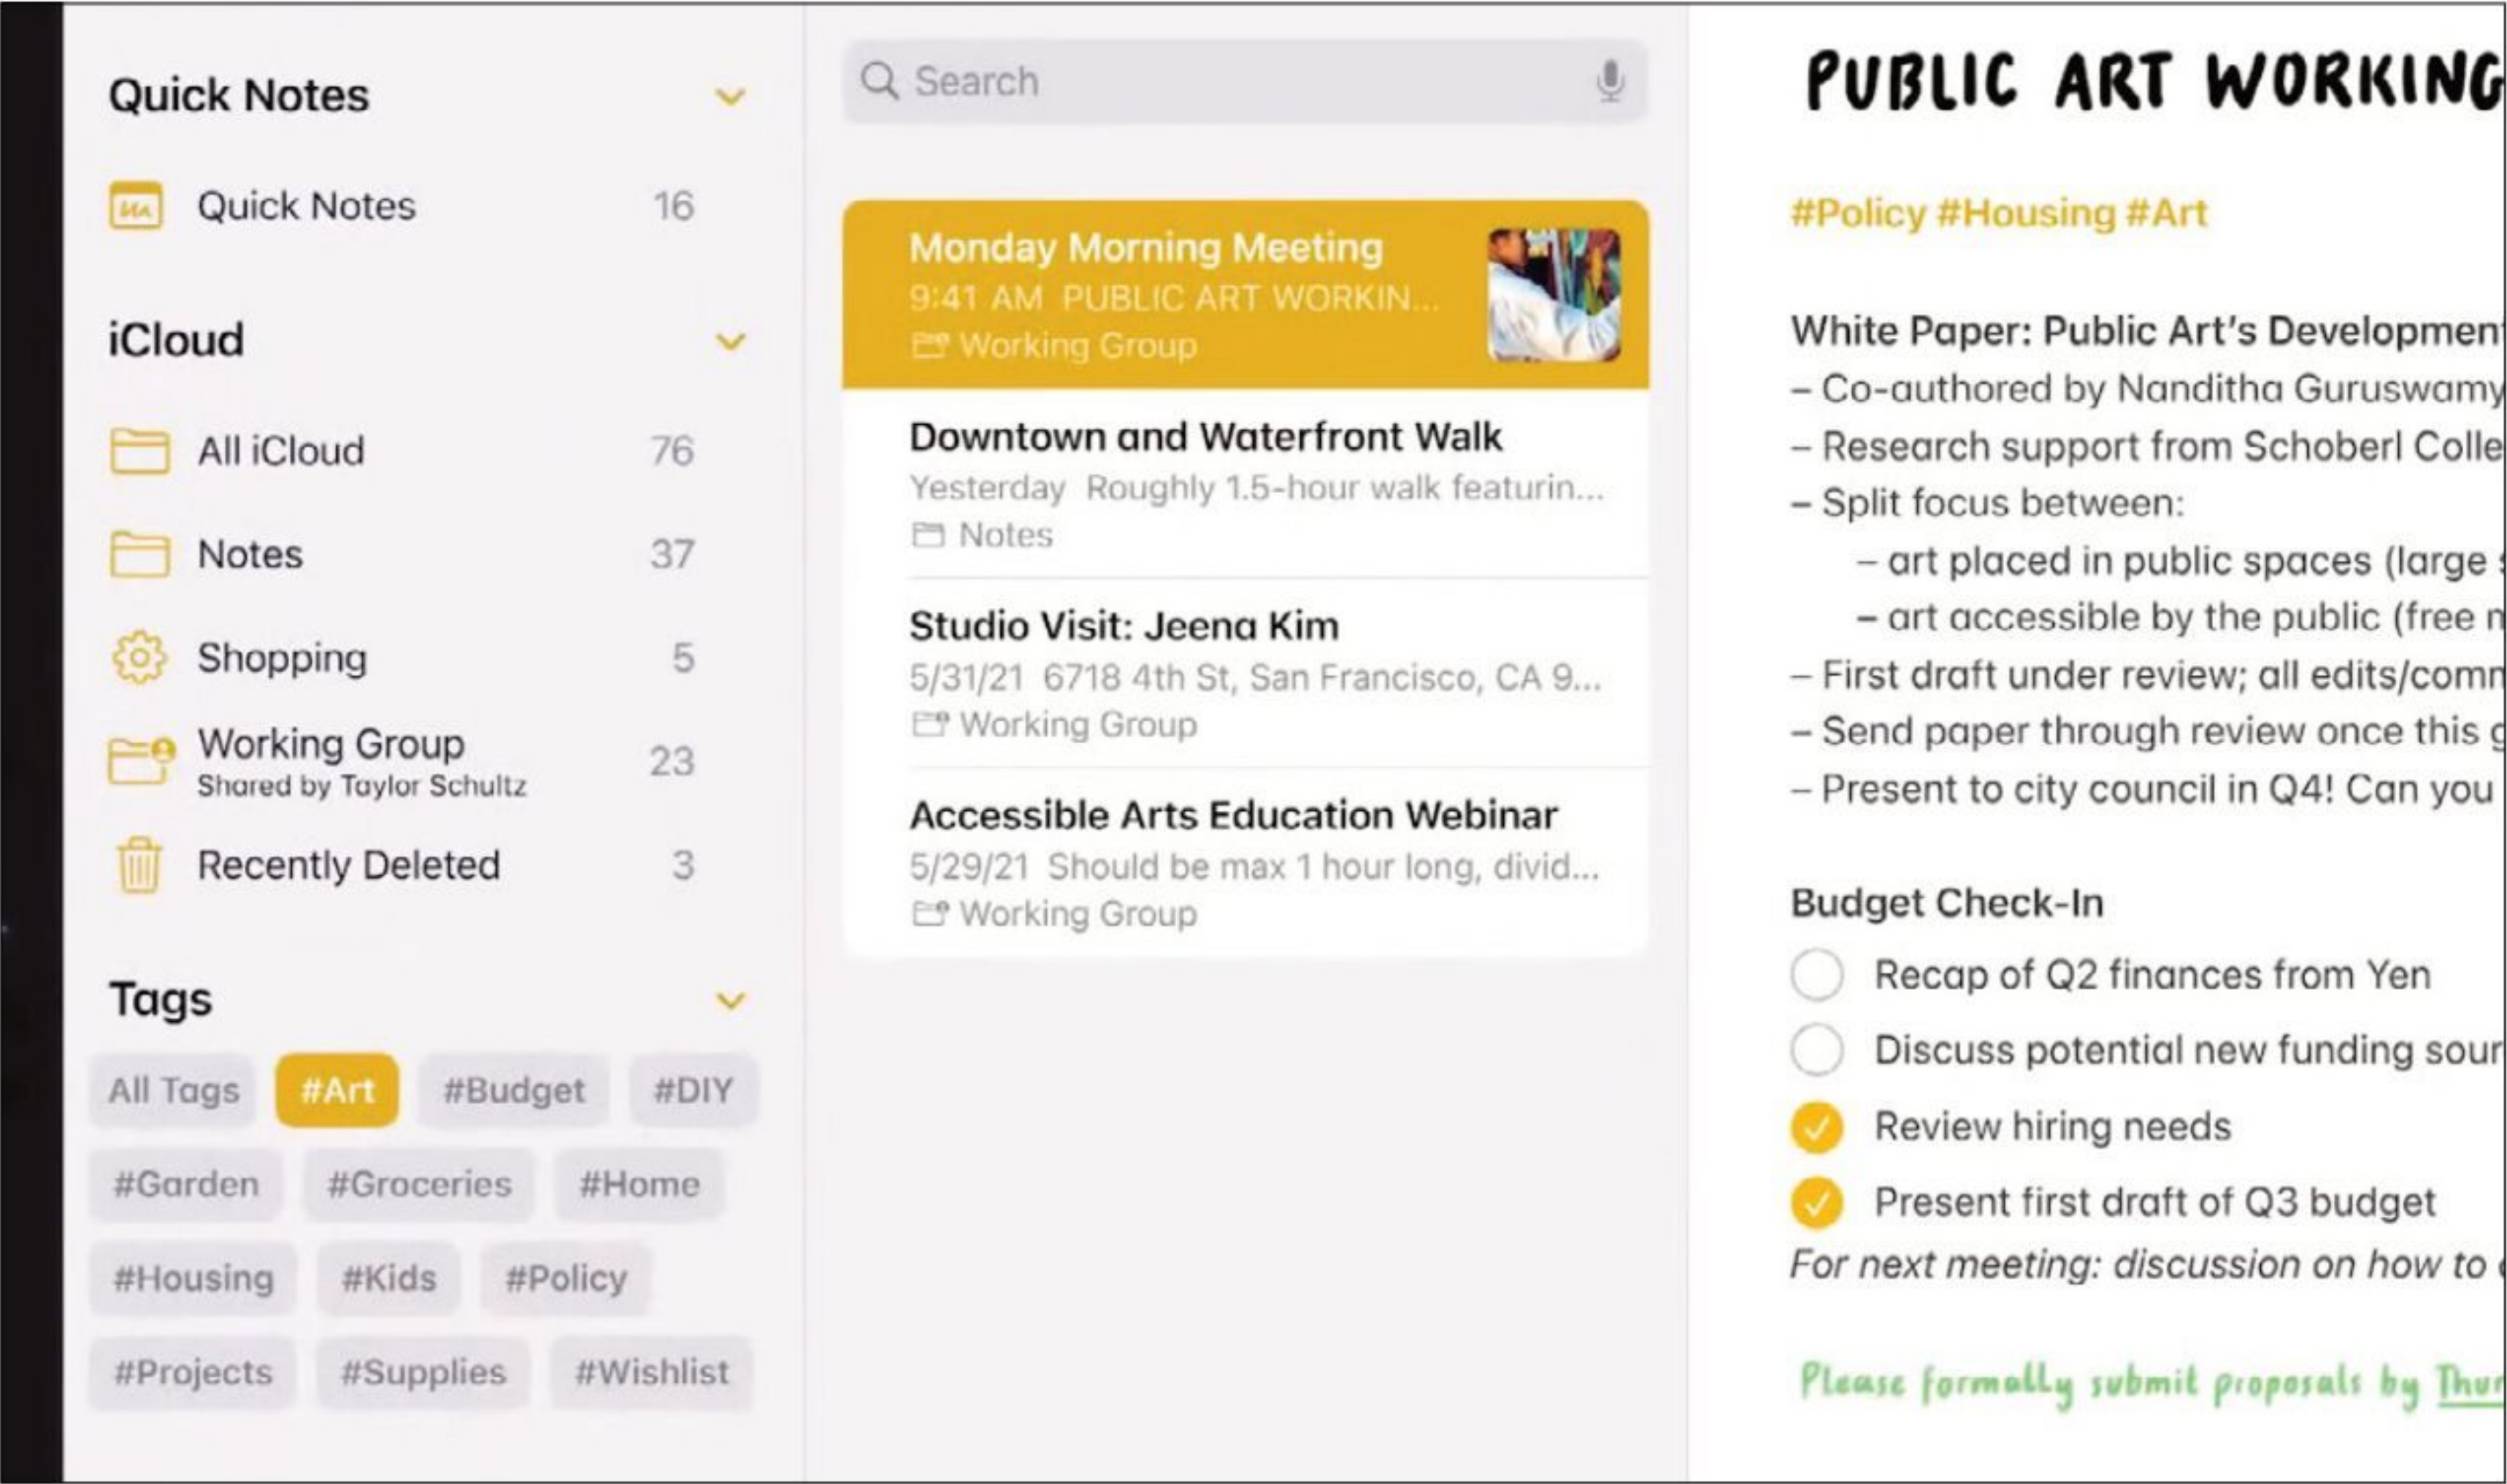 Quick Notes
Quick Notes 16
iCloud
All iCloud 76
Notes 37
Shopping 5
Working Group 23
Shared by Taylor Schultz
Recently Deleted 3
Tags
All Tags #Art #Budget #DIY
#Garden #Groceries #Home
#Housing #Kids #Policy
#Projects #Supplies #Wishlist
Search
Monday Morning Meeting
9:41 AM PUBLIC ART WORKIN...
Working Group
Downtown and Waterfront Walk
Yesterday Roughly 1.5-hour walk featurin...
Notes
Studio Visit: Jeena Kim
5/31/21 6718 4th St, San Francisco, CA 9...
Working Group
Accessible Arts Education Webinar
5/29/21 Should be max 1 hour long, divid...
Working Group
PUBLIC ART WORKING
#Policy #Housing #Art
White Paper: Public Art's Development
– Co-authored by Nanditha Guruswamy
– Research support from Schoberl Colle
– Split focus between:
– art placed in public spaces (large
– art accessible by the public (free
– First draft under review; all edits/com
– Send paper through review once this
– Present to city council in Q4! Can you
Budget Check-In
Recap of Q2 finances from Yen
Discuss potential new funding sour
Review hiring needs
Present first draft of Q3 budget
For next meeting: discussion on how to
Please formally submit proposals by Thur